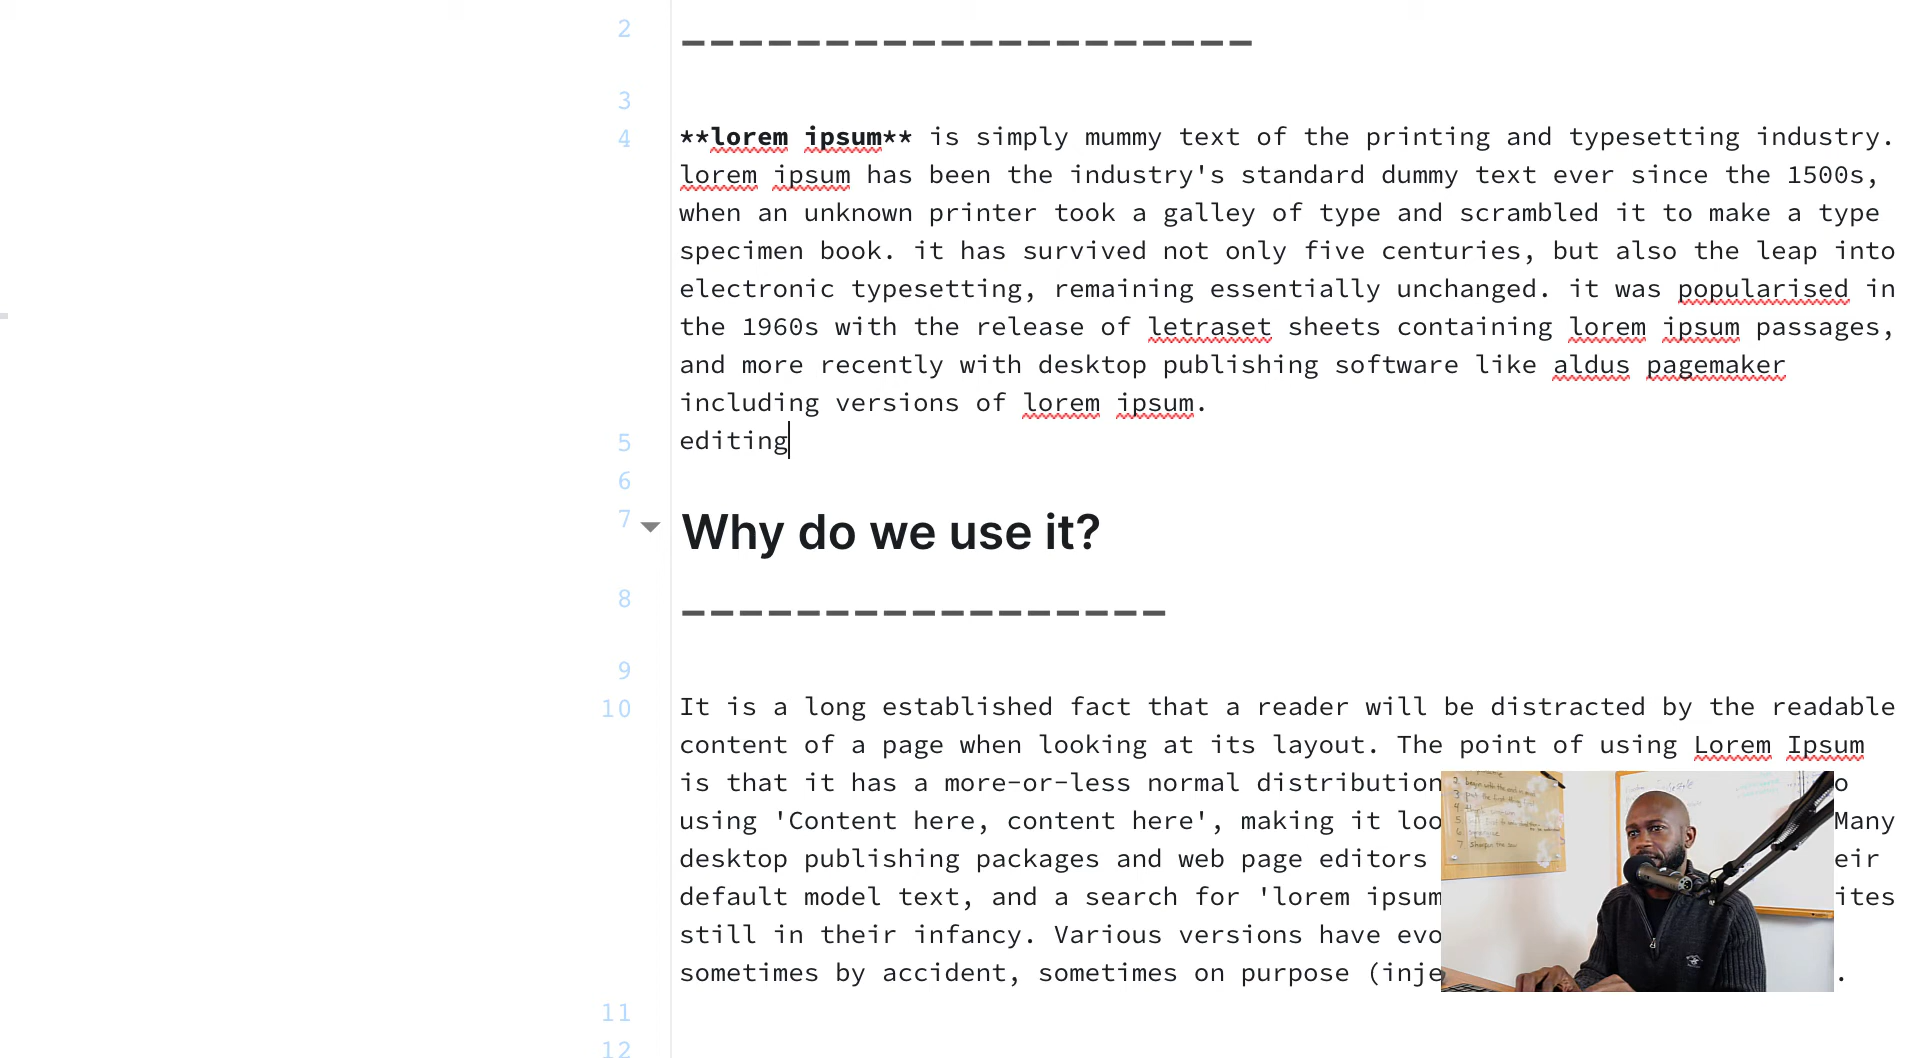 2 --------------------
3
4 **lorem ipsum** is simply mummy text of the printing and typesetting industry.
lorem ipsum has been the industry's standard dummy text ever since the 1500s,
when an unknown printer took a galley of type and scrambled it to make a type
specimen book. it has survived not only five centuries, but also the leap into
electronic typesetting, remaining essentially unchanged. it was popularised in
the 1960s with the release of letraset sheets containing lorem ipsum passages,
and more recently with desktop publishing software like aldus pagemaker
including versions of lorem ipsum.
5 editing
6
7 Why do we use it?
8 -----------------
9
10 It is a long established fact that a reader will be distracted by the readable
content of a page when looking at its layout. The point of using Lorem Ipsum
is that it has a more-or-less normal distribution o
using 'Content here, content here', making it loo Many
desktop publishing packages and web page editors eir
default model text, and a search for 'lorem ipsum ites
still in their infancy. Various versions have evo
sometimes by accident, sometimes on purpose (inje .
11
12